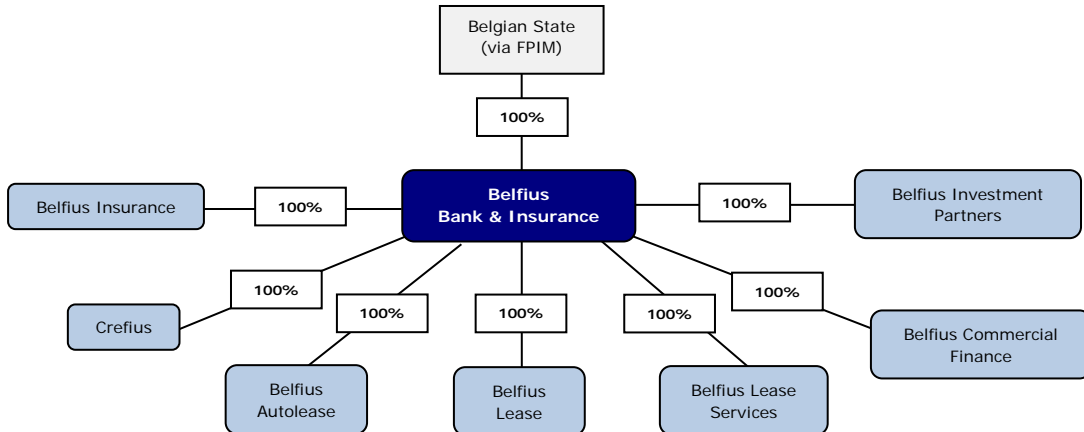 Belgian State
(via FPIM)
100%
Belfius
Bank & Insurance
Belfius Insurance
100%
100%
Belfius Investment
Partners
100%
100%
Crefius
100%
100%
100%
Belfius Commercial
Finance
Belfius
Autolease
Belfius
Lease
Belfius Lease
Services